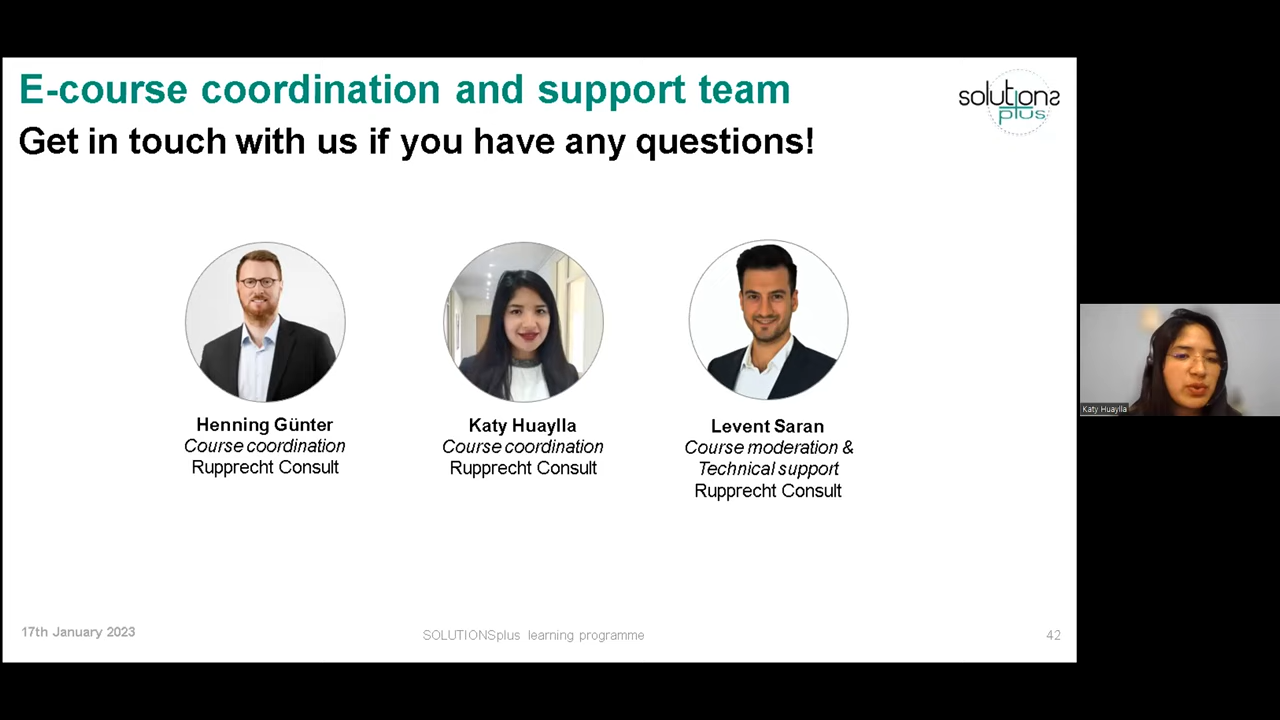 E-course coordination and support team
Get in touch with us if you have any questions!
solutions
plus
Henning Günter
Course coordination
Rupprecht Consult
Katy Huaylla
Course coordination
Rupprecht Consult
Levent Saran
Course moderation &
Technical support
Rupprecht Consult
Katy Huaylla
17th January 2023
SOLUTIONSplus learning programme
42